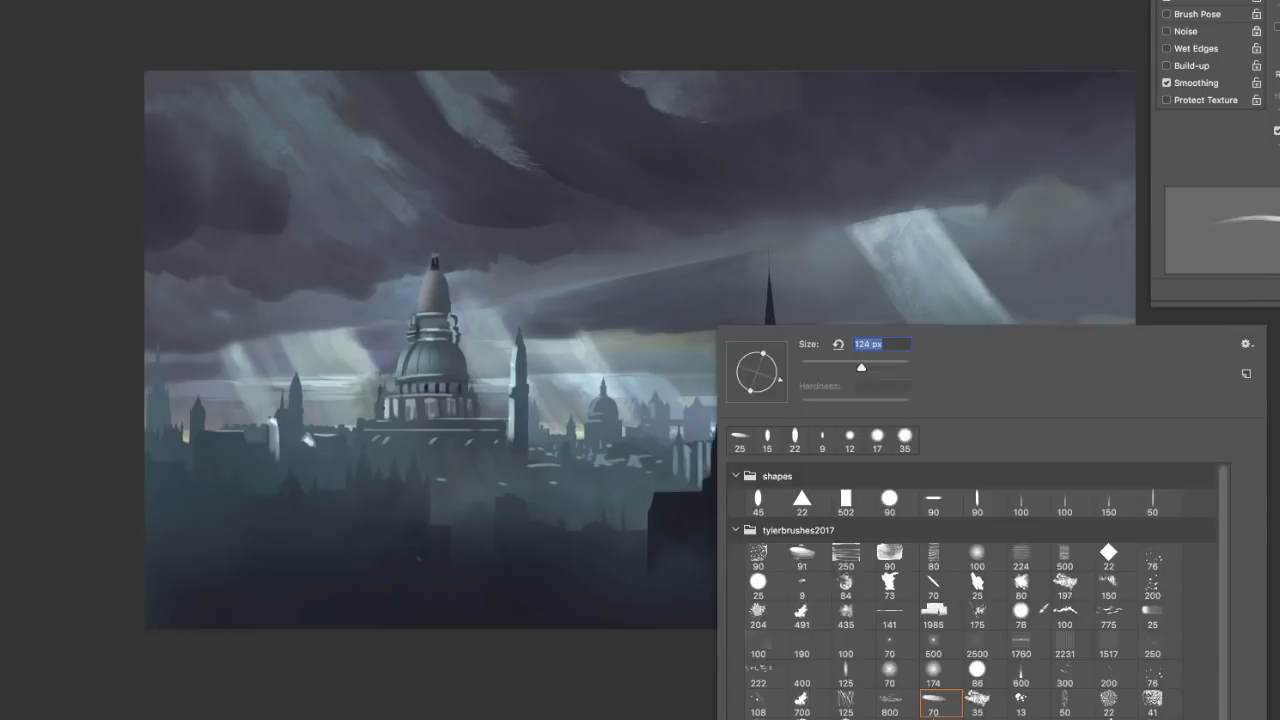 Brush Pose
Noise
Wet Edges
Build-up
Smoothing
Protect Texture
Size: 124 px
Hardness:
25 15 22 9 12 17 35
shapes
45 22 502 90 90 90 100 100 150 50
tylerbrushes2017
90 91 250 90 80 100 224 500 22 76
25 9 84 73 70 25 80 197 150 200
204 491 435 141 1985 175 78 100 775 25
100 190 100 70 500 2500 1760 2231 1517 250
222 400 125 70 174 86 600 300 200 76
108 700 125 800 70 35 13 50 22 41